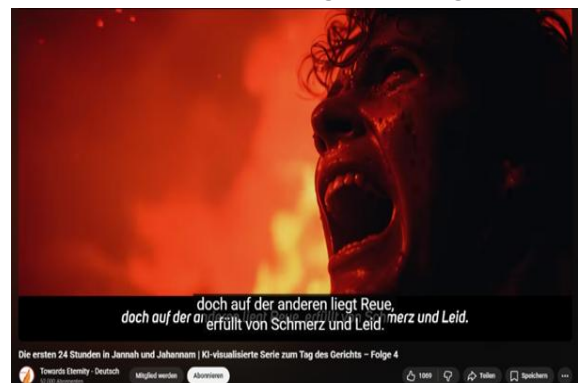 doch auf der anderen liegt Reue,
erfüllt von Schmerz und Leid.
doch auf der anderen liegt Reue, erfüllt von Schmerz und Leid.
Die ersten 24 Stunden in Jannah und Jahannam | KI-visualisierte Serie zum Tag des Gerichts – Folge 4
Towards Eternity - Deutsch
Mitglied werden Abonnieren 1069 Teilen Speichern